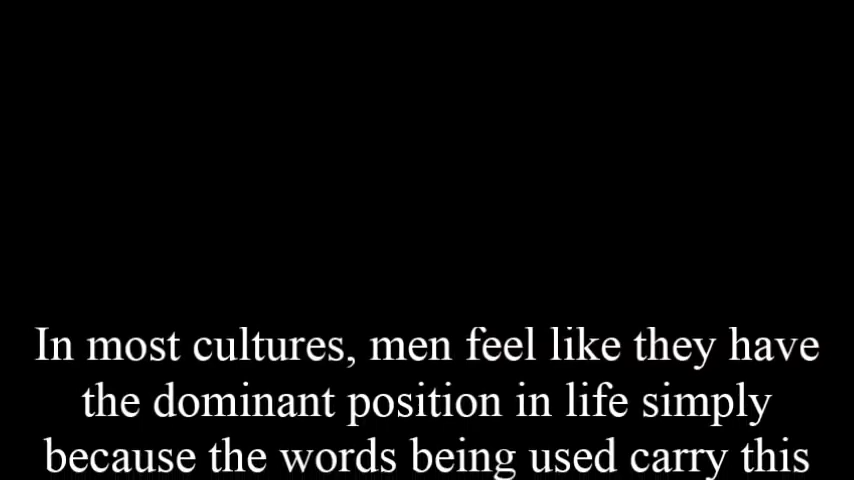 In most cultures, men feel like they have
the dominant position in life simply
because the words being used carry this